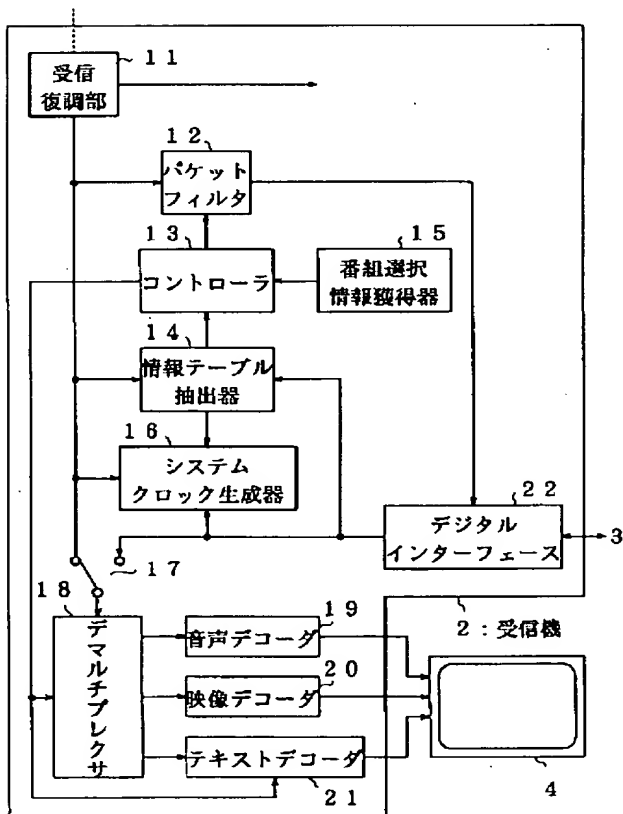 11
受信
復調部
12
パケット
フィルタ
13
コントローラ
15
番組選択
情報獲得器
14
情報テーブル
抽出器
16
システム
クロック生成器
22
デジタル
インターフェース
3
17
18
デマルチプレクサ
19
音声デコーダ
2：受信機
20
映像デコーダ
テキストデコーダ
21
4